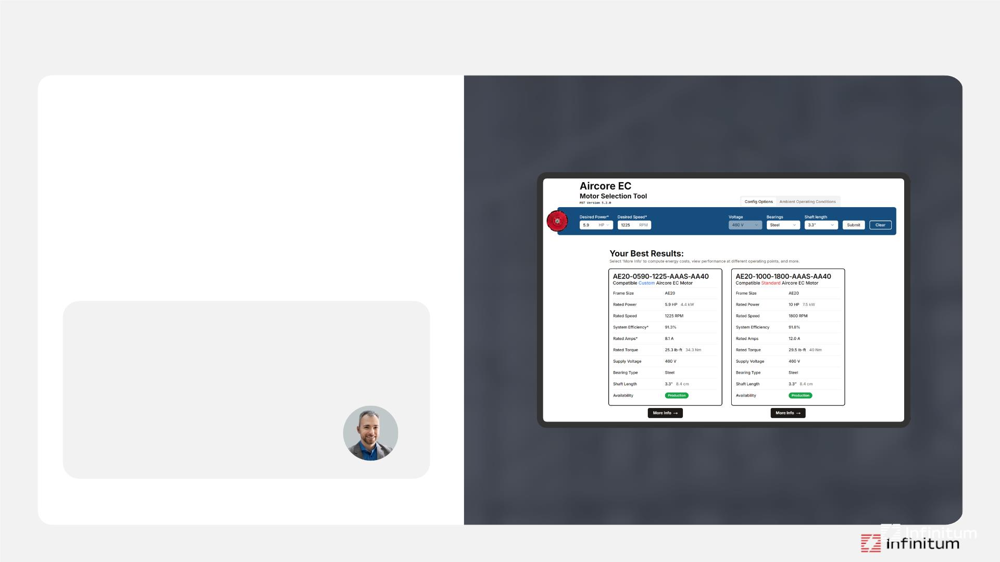 Aircore EC
Motor Selection Tool
MST Version 5.2.0
Config Options Ambient Operating Conditions
Desired Power* Desired Speed* Voltage Bearings Shaft length
5.9 HP 1225 RPM 460 V Steel 3.3" Submit Clear
Your Best Results:
Select 'More Info' to compute energy costs, view performance at different operating points, and more.
AE20-0590-1225-AAAS-AA40
Compatible Custom Aircore EC Motor
Frame Size AE20
Rated Power 5.9 HP 4.4 kW
Rated Speed 1225 RPM
System Efficiency* 91.3%
Rated Amps* 8.1 A
Rated Torque 25.3 lb-ft 34.3 Nm
Supply Voltage 460 V
Bearing Type Steel
Shaft Length 3.3" 8.4 cm
Availability Production
More Info →
AE20-1000-1800-AAAS-AA40
Compatible Standard Aircore EC Motor
Frame Size AE20
Rated Power 10 HP 7.5 kW
Rated Speed 1800 RPM
System Efficiency 91.8%
Rated Amps 12.0 A
Rated Torque 29.5 lb-ft 40 Nm
Supply Voltage 460 V
Bearing Type Steel
Shaft Length 3.3" 8.4 cm
Availability Production
More Info →
Infinitum
infinitum